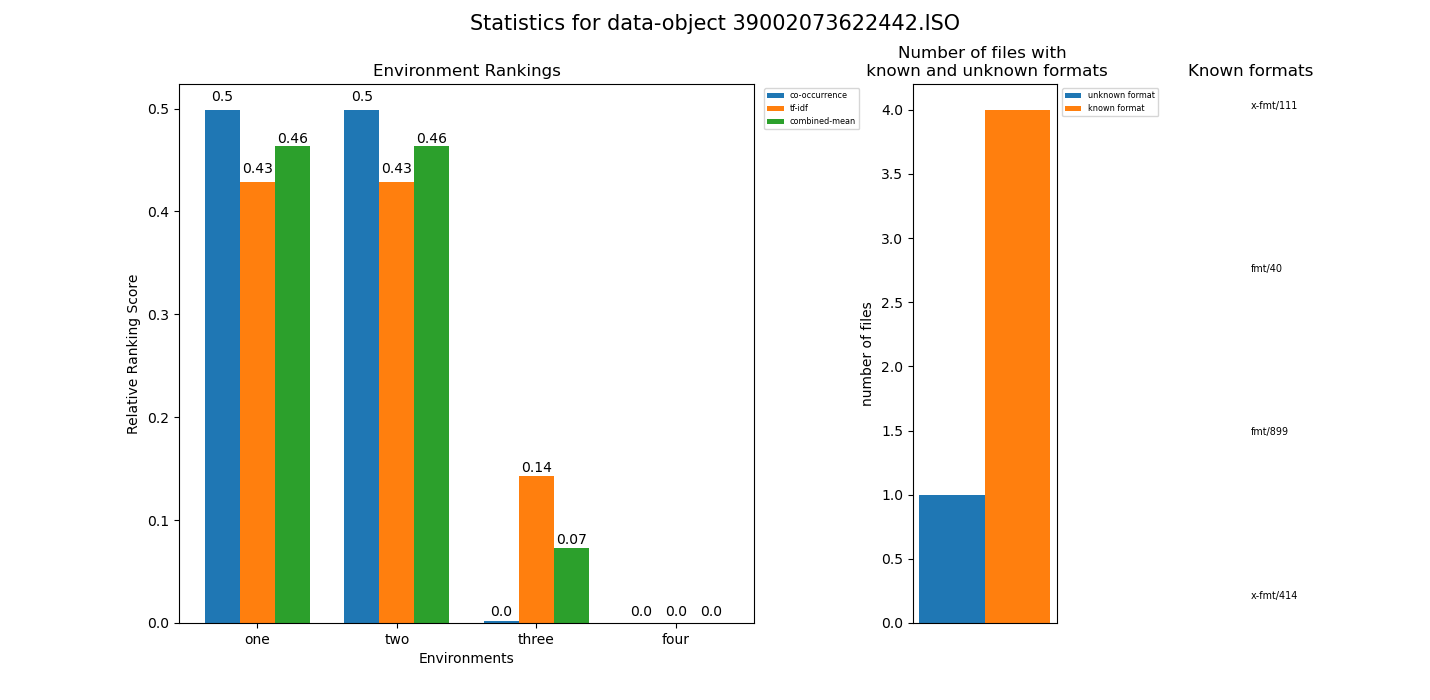 Statistics for data-object 39002073622442.ISO
Environment Rankings
0.5
0.43
0.46
0.5
0.43
0.46
0.0
0.14
0.07
0.0
0.0
0.0
0.5
0.4
0.3
0.2
0.1
0.0
Relative Ranking Score
one
two
three
four
Environments
co-occurrence
tf-idf
combined-mean
Number of files with
known and unknown formats
4.0
3.5
3.0
2.5
2.0
1.5
1.0
0.5
0.0
number of files
unknown format
known format
Known formats
x-fmt/111
fmt/40
fmt/899
x-fmt/414